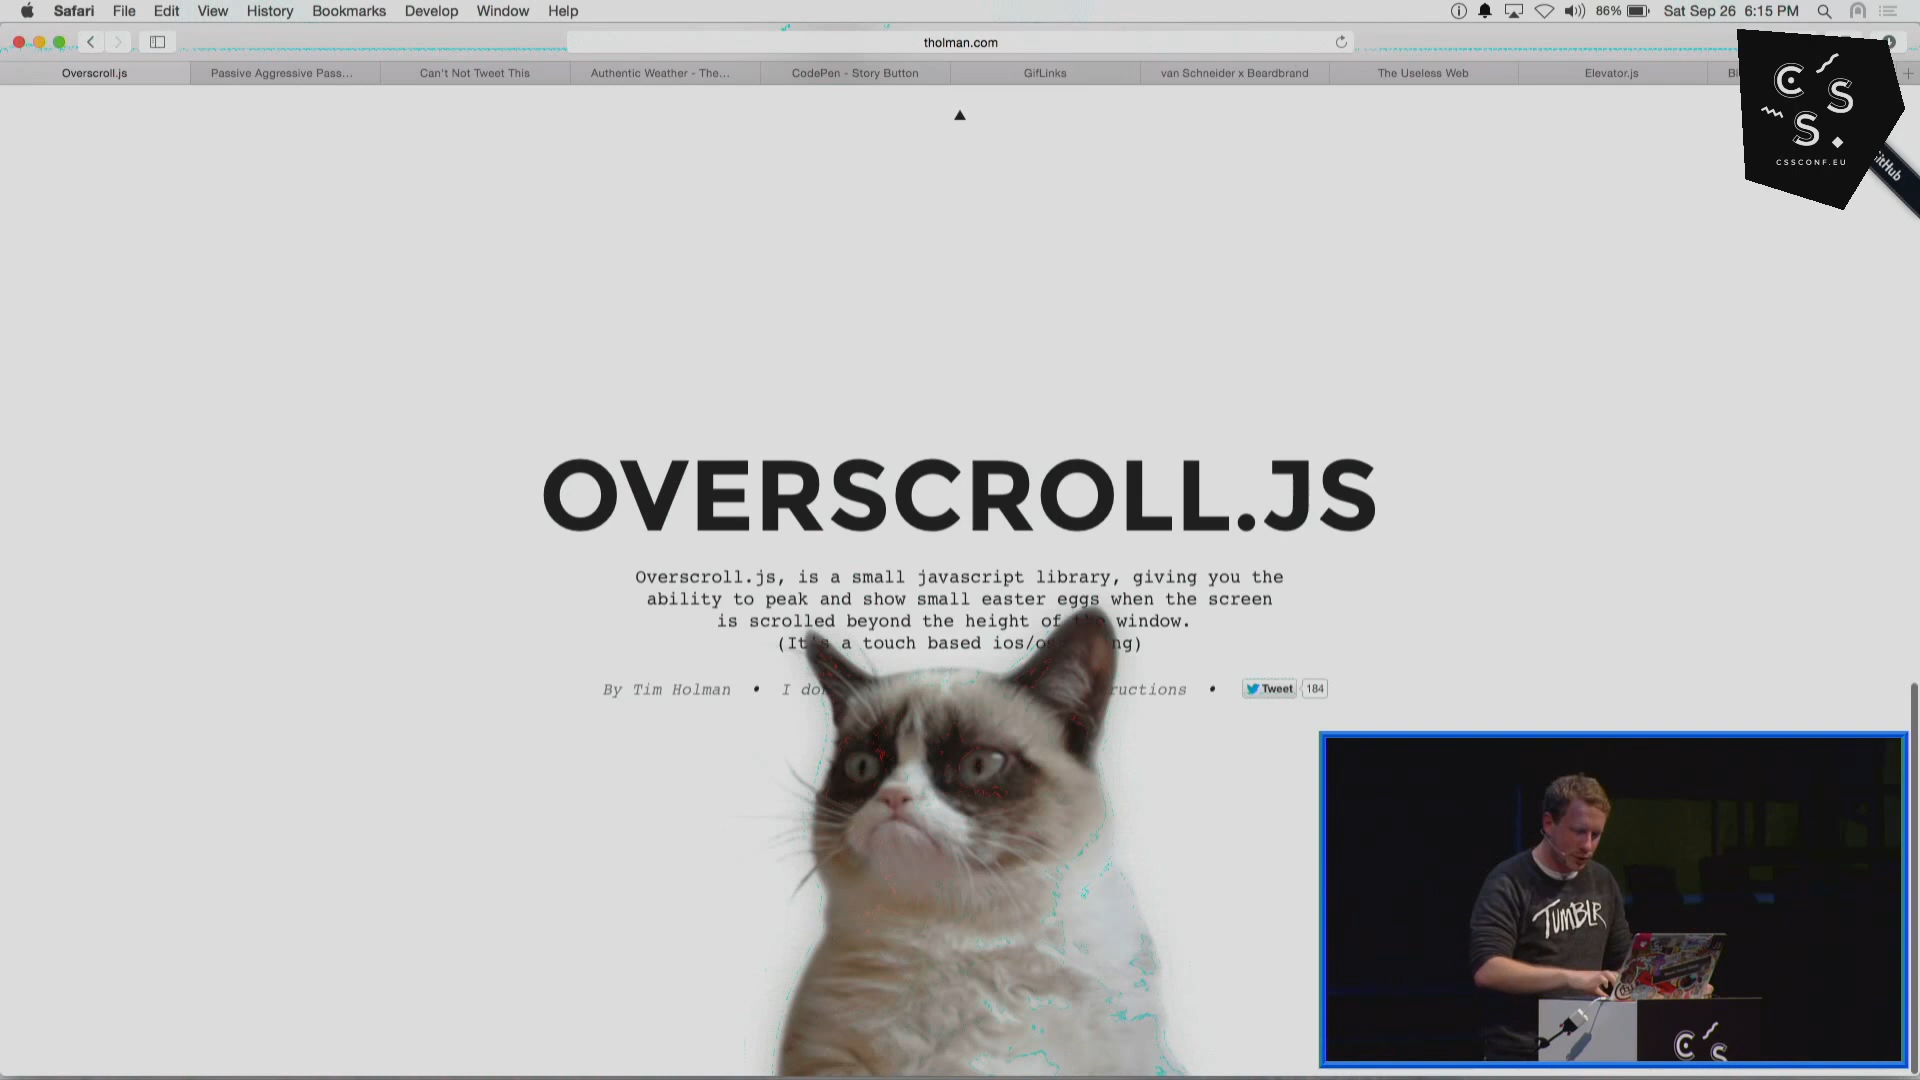 Safari File Edit View History Bookmarks Develop Window Help
86% Sat Sep 26 6:15 PM
tholman.com
Overscroll.js
Passive Aggressive Pass...
Can't Not Tweet This
Authentic Weather - The...
CodePen - Story Button
GifLinks
van Schneider x Beardbrand
The Useless Web
Elevator.js
CSS.
CSSCONF.EU
OVERSCROLL.JS
Overscroll.js, is a small javascript library, giving you the
ability to peak and show small easter eggs when the screen
is scrolled beyond the height of window.
(It's a touch based
By Tim Holman • I
• Tweet 184
TUMBLR
CS